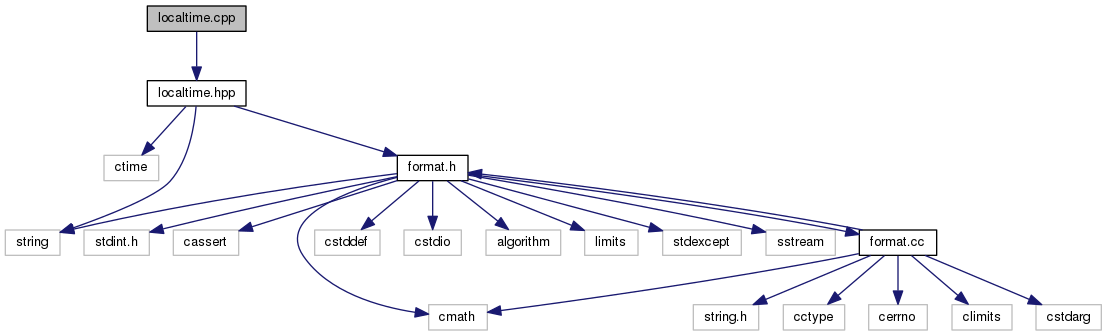 localtime.cpp
localtime.hpp
ctime
format.h
string
stdint.h
cassert
cstddef
cstdio
algorithm
limits
stdexcept
sstream
format.cc
cmath
string.h
cctype
cerrno
climits
cstdarg